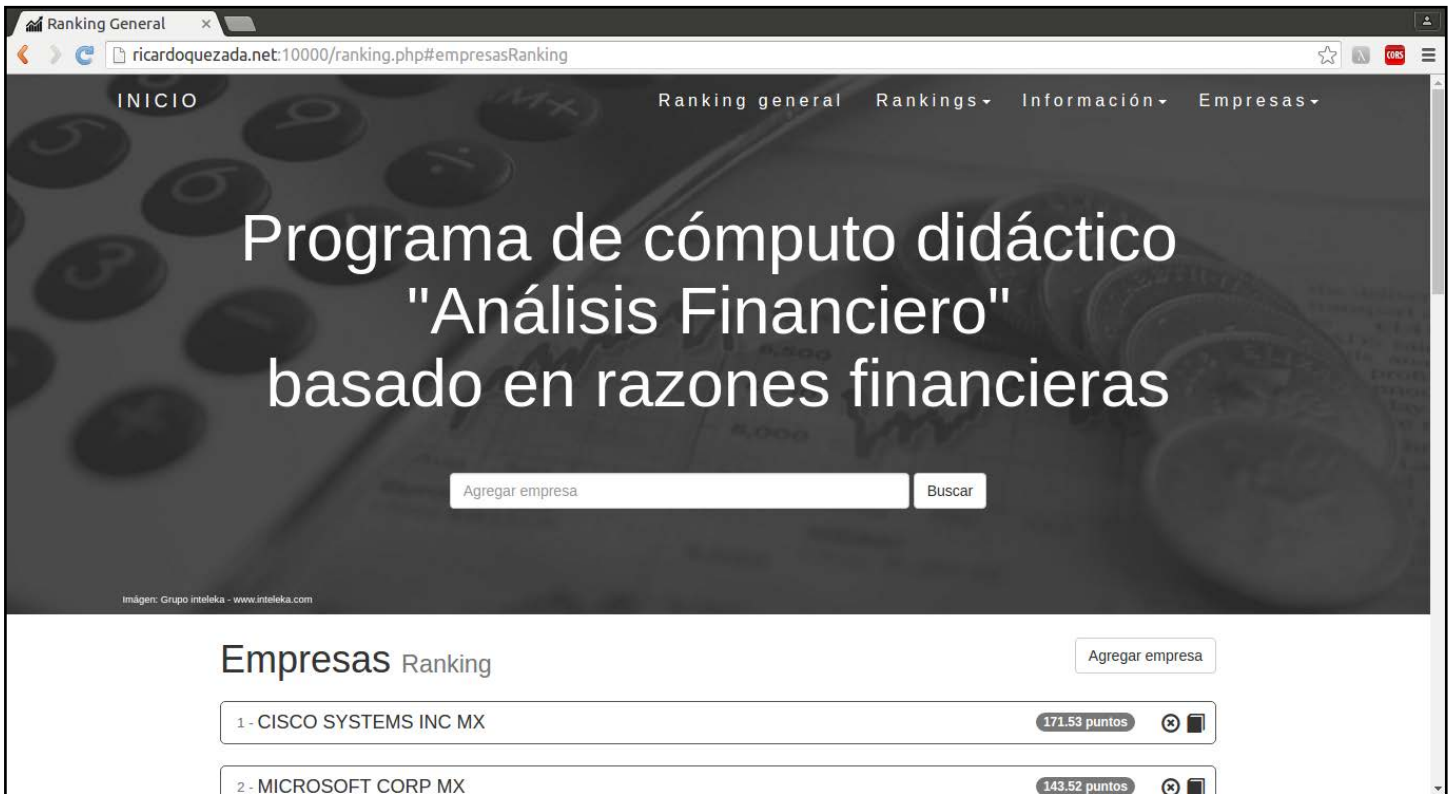 Ranking General
ricardoquezada.net:10000/ranking.php#empresasRanking
CORS
INICIO
Ranking general
Rankings
Información
Empresas
Programa de cómputo didáctico
"Análisis Financiero"
basado en razones financieras
Agregar empresa
Buscar
Imágen: Grupo inteleka - www.inteleka.com
Empresas Ranking
Agregar empresa
1 - CISCO SYSTEMS INC MX
171.53 puntos
2 - MICROSOFT CORP MX
143.52 puntos